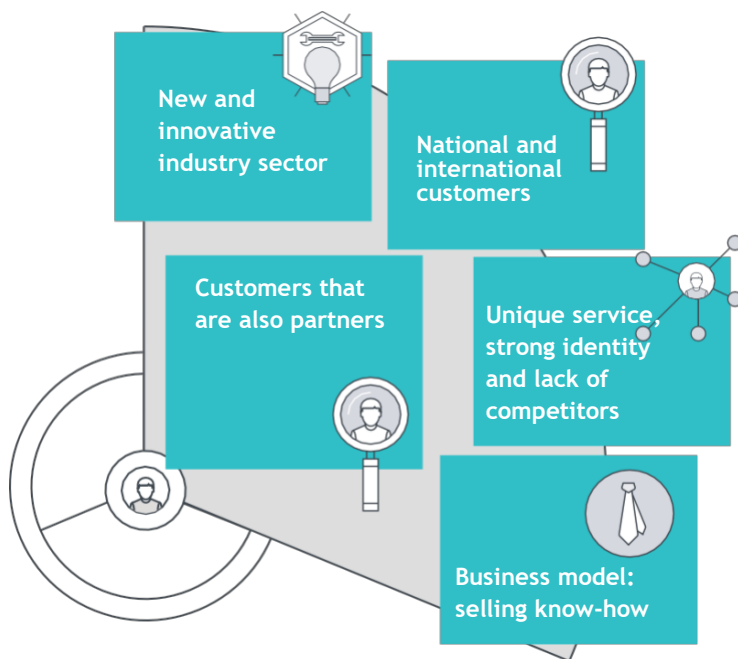 New and
innovative
industry sector
National and
international
customers
Customers that
are also partners
Unique service,
strong identity
and lack of
competitors
Business model:
selling know-how